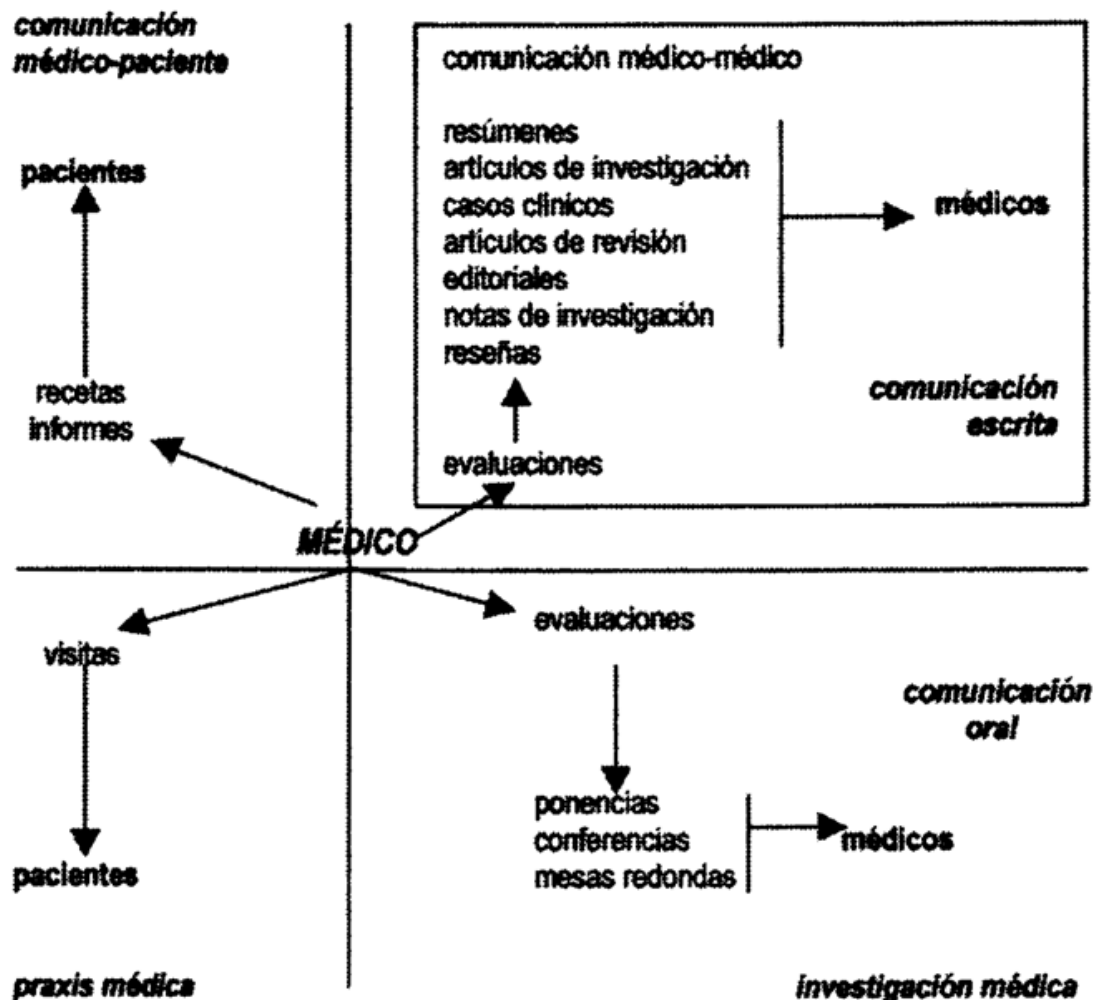 comunicación
médico-paciente
pacientes
recetas
informes
comunicación médico-médico
resúmenes
artículos de investigación
casos clínicos
artículos de revisión
editoriales
notas de investigación
reseñas
médicos
comunicación
escrita
evaluaciones
MÉDICO
visitas
pacientes
evaluaciones
comunicación
oral
ponencias
conferencias
mesas redondas
médicos
praxis médica
investigación médica